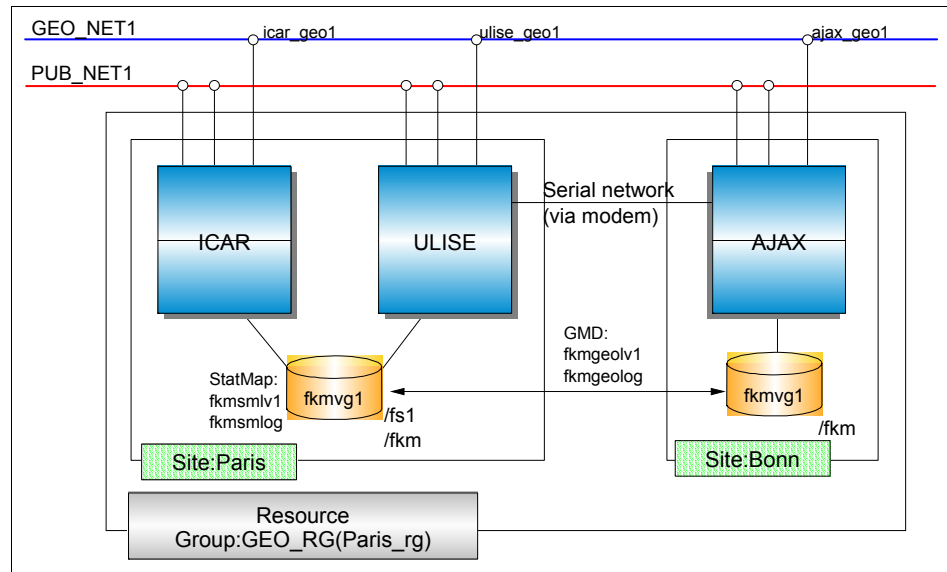 GEO_NET1
icar_geo1
ulise_geo1
ajax_geo1
PUB_NET1
ICAR
ULISE
Serial network
(via modem)
AJAX
GMD:
fkmgeolv1
fkmgeolog
StatMap:
fkmsmlv1
fkmsmlog
fkmvg1
/fs1
/fkm
fkmvg1
/fkm
Site:Paris
Site:Bonn
Resource
Group:GEO_RG(Paris_rg)